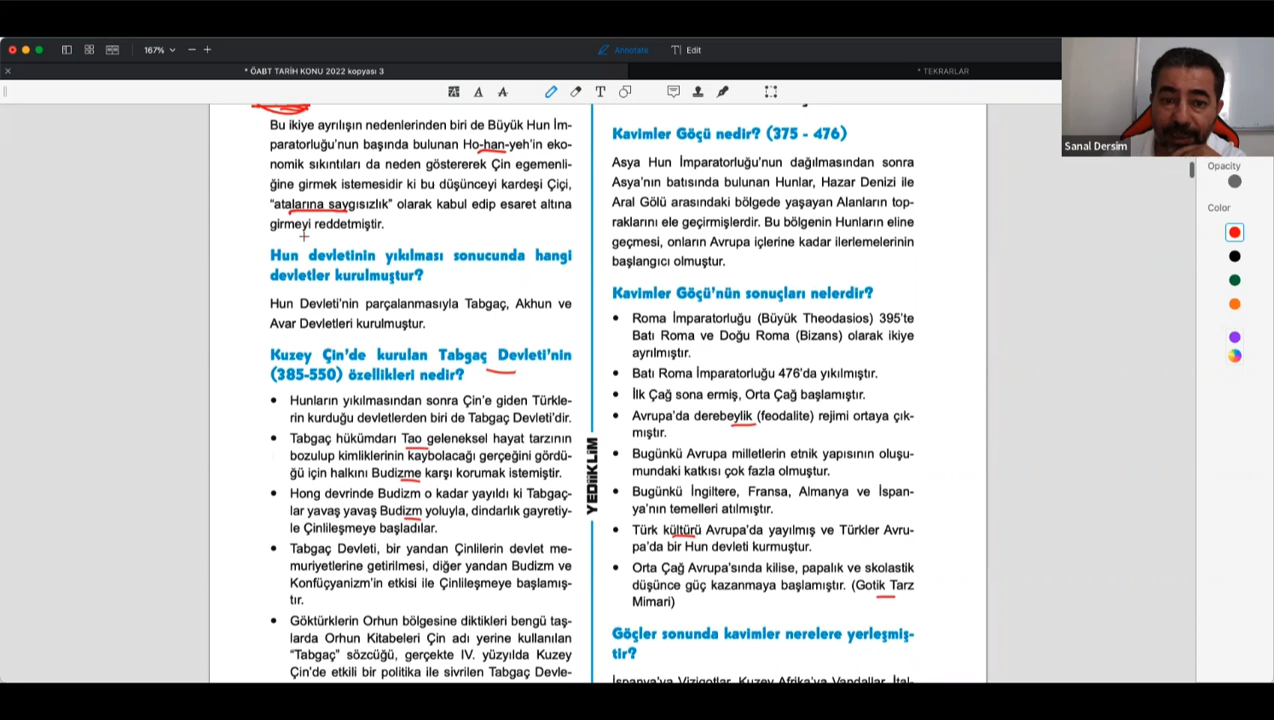 167%
Annotate
Edit
* ÖABT TARİH KONU 2022 kopyası 3
* TEKRARLAR
Sanal Dersim
Opacity
Color
Bu ikiye ayrılışın nedenlerinden biri de Büyük Hun İm-
paratorluğu'nun başında bulunan Ho-han-yeh'in eko-
nomik sıkıntıları da neden göstererek Çin egemenli-
ğine girmek istemesidir ki bu düşünceyi kardeşi Çiçi,
"atalarına saygısızlık" olarak kabul edip esaret altına
girmeyi reddetmiştir.
Hun devletinin yıkılması sonucunda hangi
devletler kurulmuştur?
Hun Devleti'nin parçalanmasıyla Tabgaç, Akhun ve
Avar Devletleri kurulmuştur.
Kuzey Çin'de kurulan Tabgaç Devleti'nin
(385-550) özellikleri nedir?
• Hunların yıkılmasından sonra Çin'e giden Türkle-
rin kurduğu devletlerden biri de Tabgaç Devleti'dir.
• Tabgaç hükümdarı Tao geleneksel hayat tarzının
bozulup kimliklerinin kaybolacağı gerçeğini gördü-
ğü için halkını Budizme karşı korumak istemiştir.
• Hong devrinde Budizm o kadar yayıldı ki Tabgaç-
lar yavaş yavaş Budizm yoluyla, dindarlık gayretiy-
le Çinlileşmeye başladılar.
• Tabgaç Devleti, bir yandan Çinlilerin devlet me-
muriyetlerine getirilmesi, diğer yandan Budizm ve
Konfüçyanizm'in etkisi ile Çinlileşmeye başlamış-
tır.
• Göktürklerin Orhun bölgesine diktikleri bengü taş-
larda Orhun Kitabeleri Çin adı yerine kullanılan
"Tabgaç" sözcüğü, gerçekte IV. yüzyılda Kuzey
Çin'de etkili bir politika ile sivrilen Tabgaç Devle-
YEDİİKLİM
Kavimler Göçü nedir? (375 - 476)
Asya Hun İmparatorluğu'nun dağılmasından sonra
Asya'nın batısında bulunan Hunlar, Hazar Denizi ile
Aral Gölü arasındaki bölgede yaşayan Alanların top-
raklarını ele geçirmişlerdir. Bu bölgenin Hunların eline
geçmesi, onların Avrupa içlerine kadar ilerlemelerinin
başlangıcı olmuştur.
Kavimler Göçü'nün sonuçları nelerdir?
• Roma İmparatorluğu (Büyük Theodasios) 395'te
Batı Roma ve Doğu Roma (Bizans) olarak ikiye
ayrılmıştır.
• Batı Roma İmparatorluğu 476'da yıkılmıştır.
• İlk Çağ sona ermiş, Orta Çağ başlamıştır.
• Avrupa'da derebeylik (feodalite) rejimi ortaya çık-
mıştır.
• Bugünkü Avrupa milletlerin etnik yapısının oluşu-
mundaki katkısı çok fazla olmuştur.
• Bugünkü İngiltere, Fransa, Almanya ve İspan-
ya'nın temelleri atılmıştır.
• Türk kültürü Avrupa'da yayılmış ve Türkler Avru-
pa'da bir Hun devleti kurmuştur.
• Orta Çağ Avrupa'sında kilise, papalık ve skolastik
düşünce güç kazanmaya başlamıştır. (Gotik Tarz
Mimari)
Göçler sonunda kavimler nerelere yerleşmiş-
tir?
İspanya'ya Vizigotlar, Kuzey Afrika'ya Vandallar, İtal-